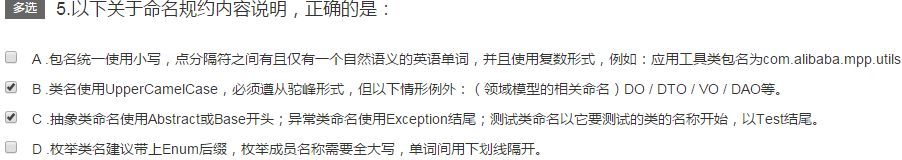 多选 5.以下关于命名规约内容说明，正确的是：
A .包名统一使用小写，点分隔符之间有且仅有一个自然语义的英语单词，并且使用复数形式，例如：应用工具类包名为com.alibaba.mpp.utils
B .类名使用UpperCamelCase，必须遵从驼峰形式，但以下情形例外：（领域模型的相关命名）DO / DTO / VO / DAO等。
C .抽象类命名使用Abstract或Base开头；异常类命名使用Exception结尾；测试类命名以它要测试的类的名称开始，以Test结尾。
D .枚举类名建议带上Enum后缀，枚举成员名称需要全大写，单词间用下划线隔开。